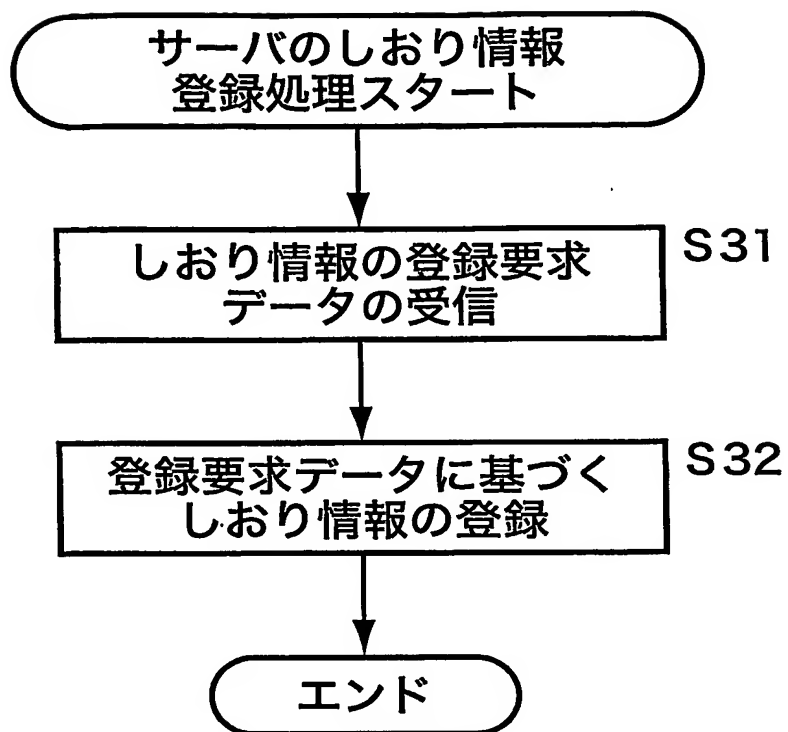 サーバのしおり情報
登録処理スタート
しおり情報の登録要求
データの受信
S31
登録要求データに基づく
しおり情報の登録
S32
エンド